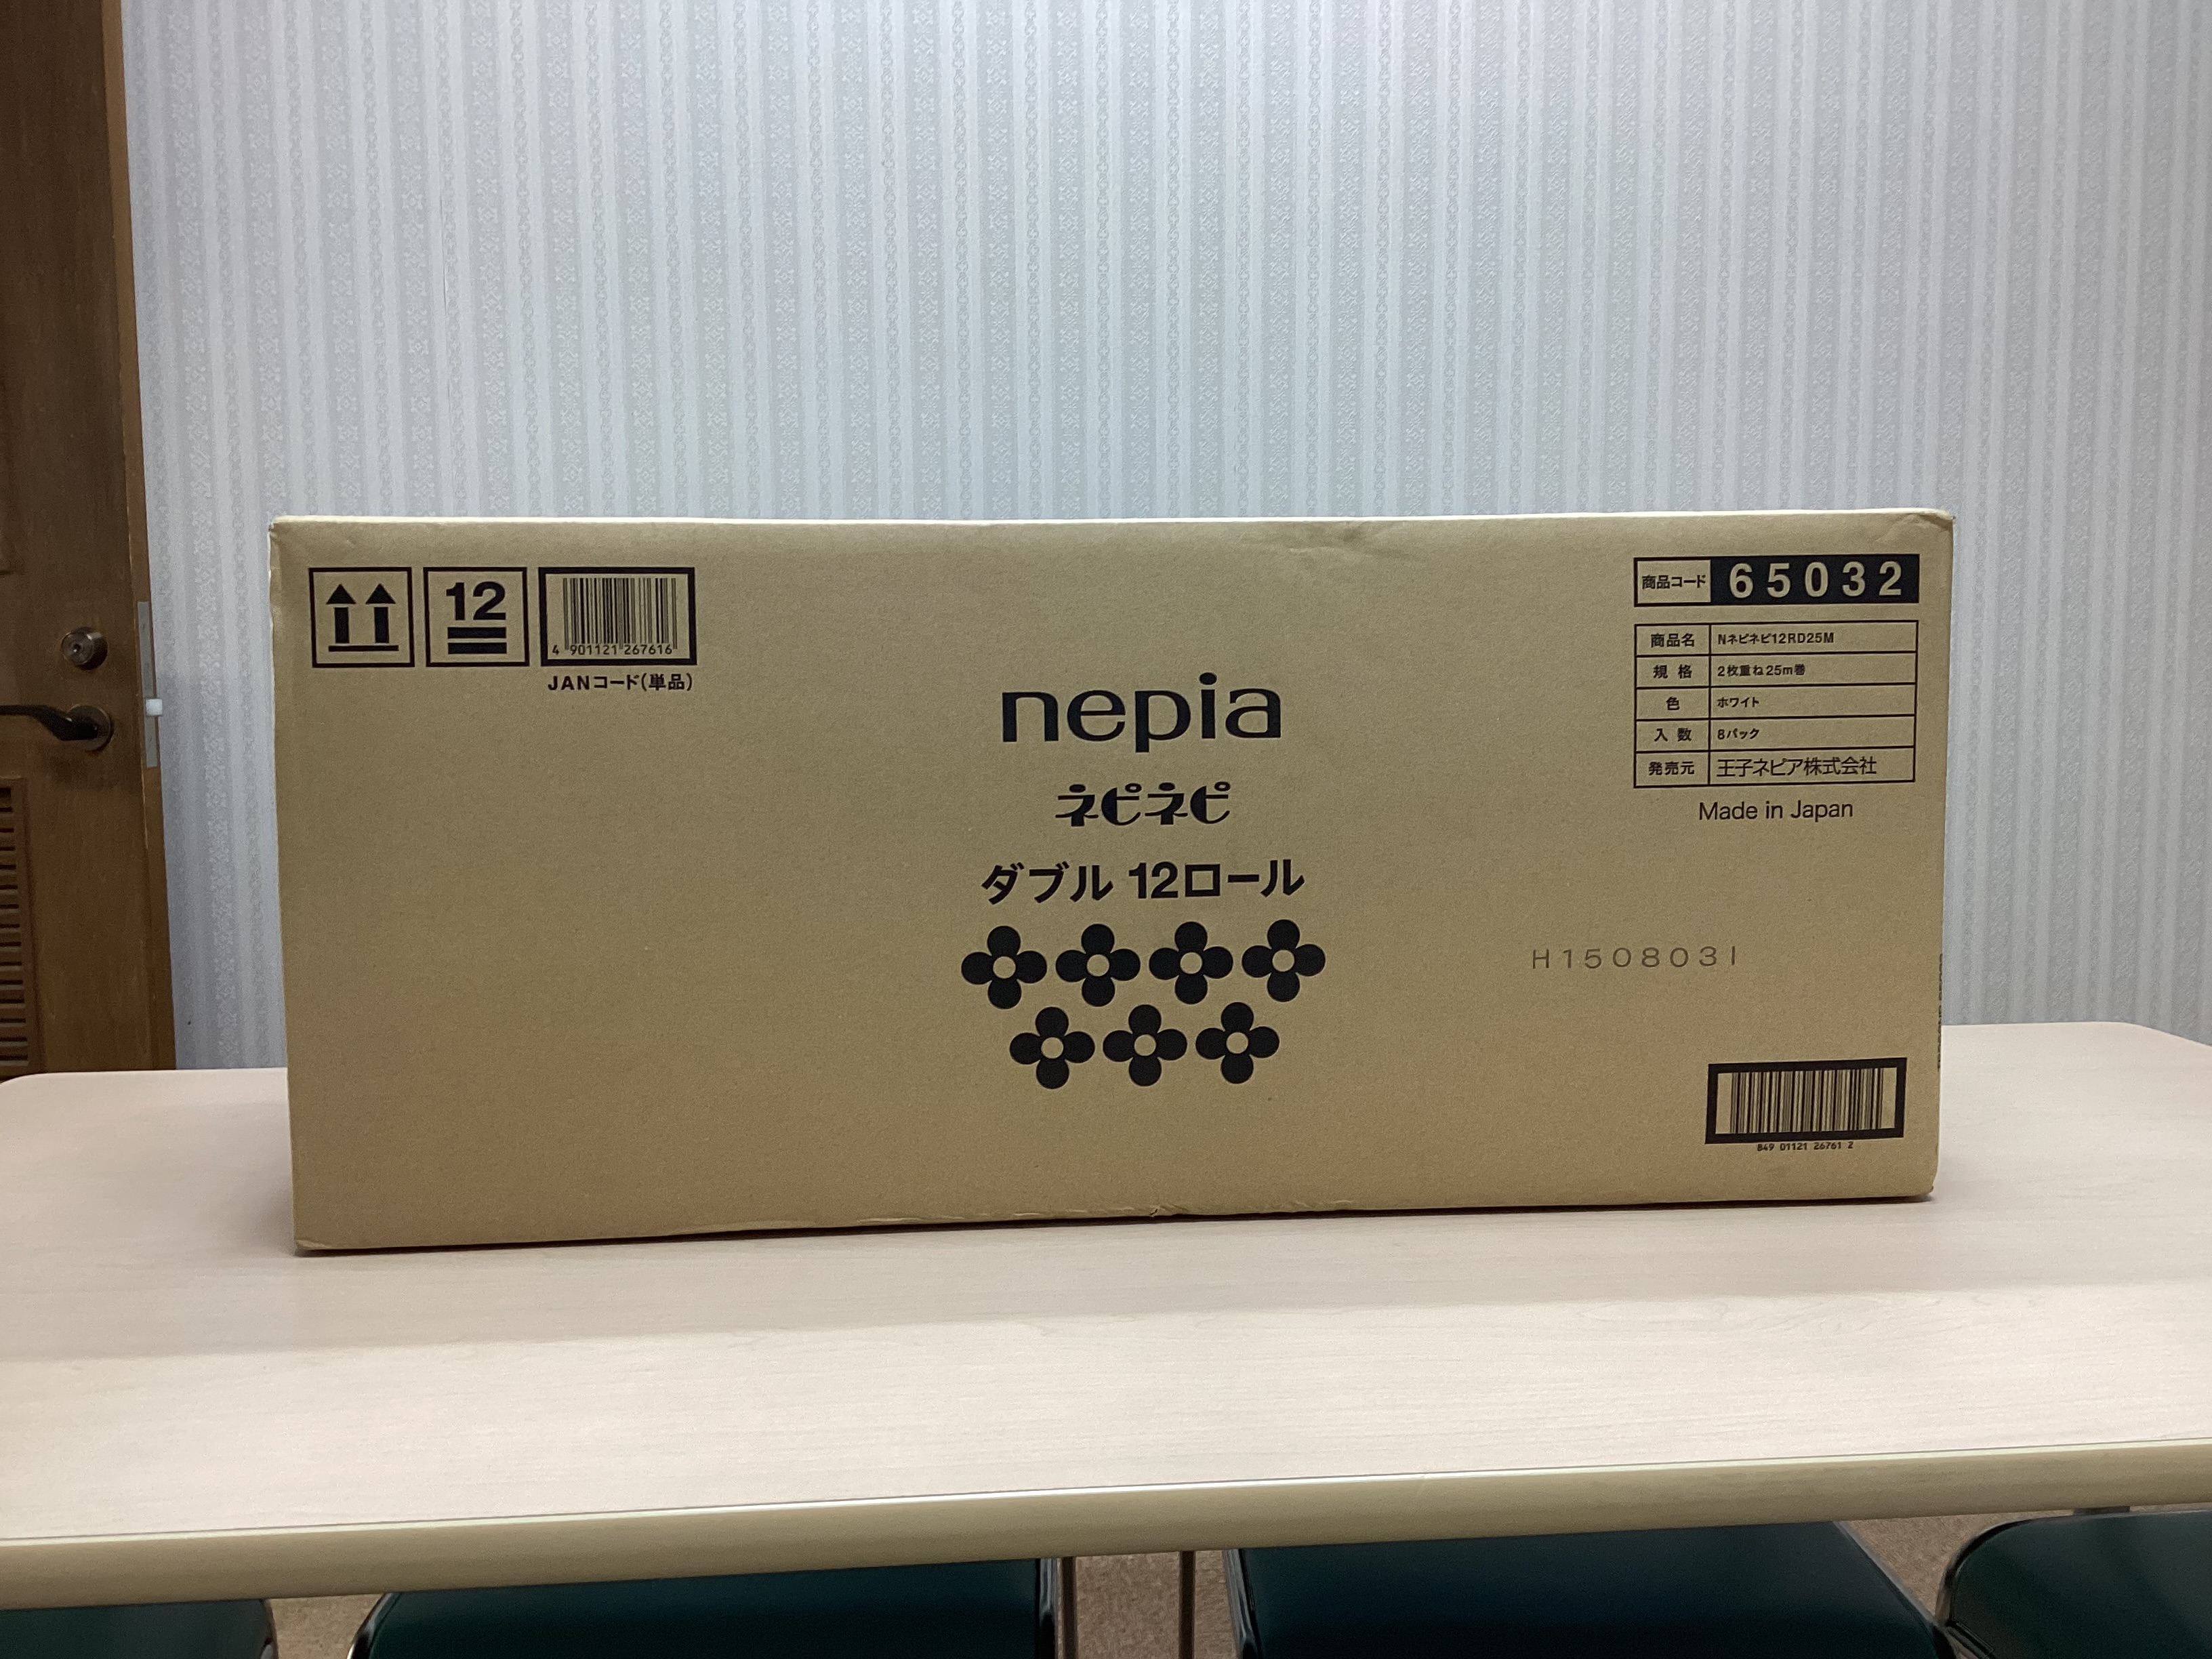 12
4 901121 267616
JANコード(単品)
nepia
ネピネピ
ダブル 12ロール
商品コード 65032
商品名 Nネピネピ12RD25M
規格 2枚重ね25m巻
色 ホワイト
入数 8パック
発売元 王子ネピア株式会社
Made in Japan
H1508031
849 01121 26761 2